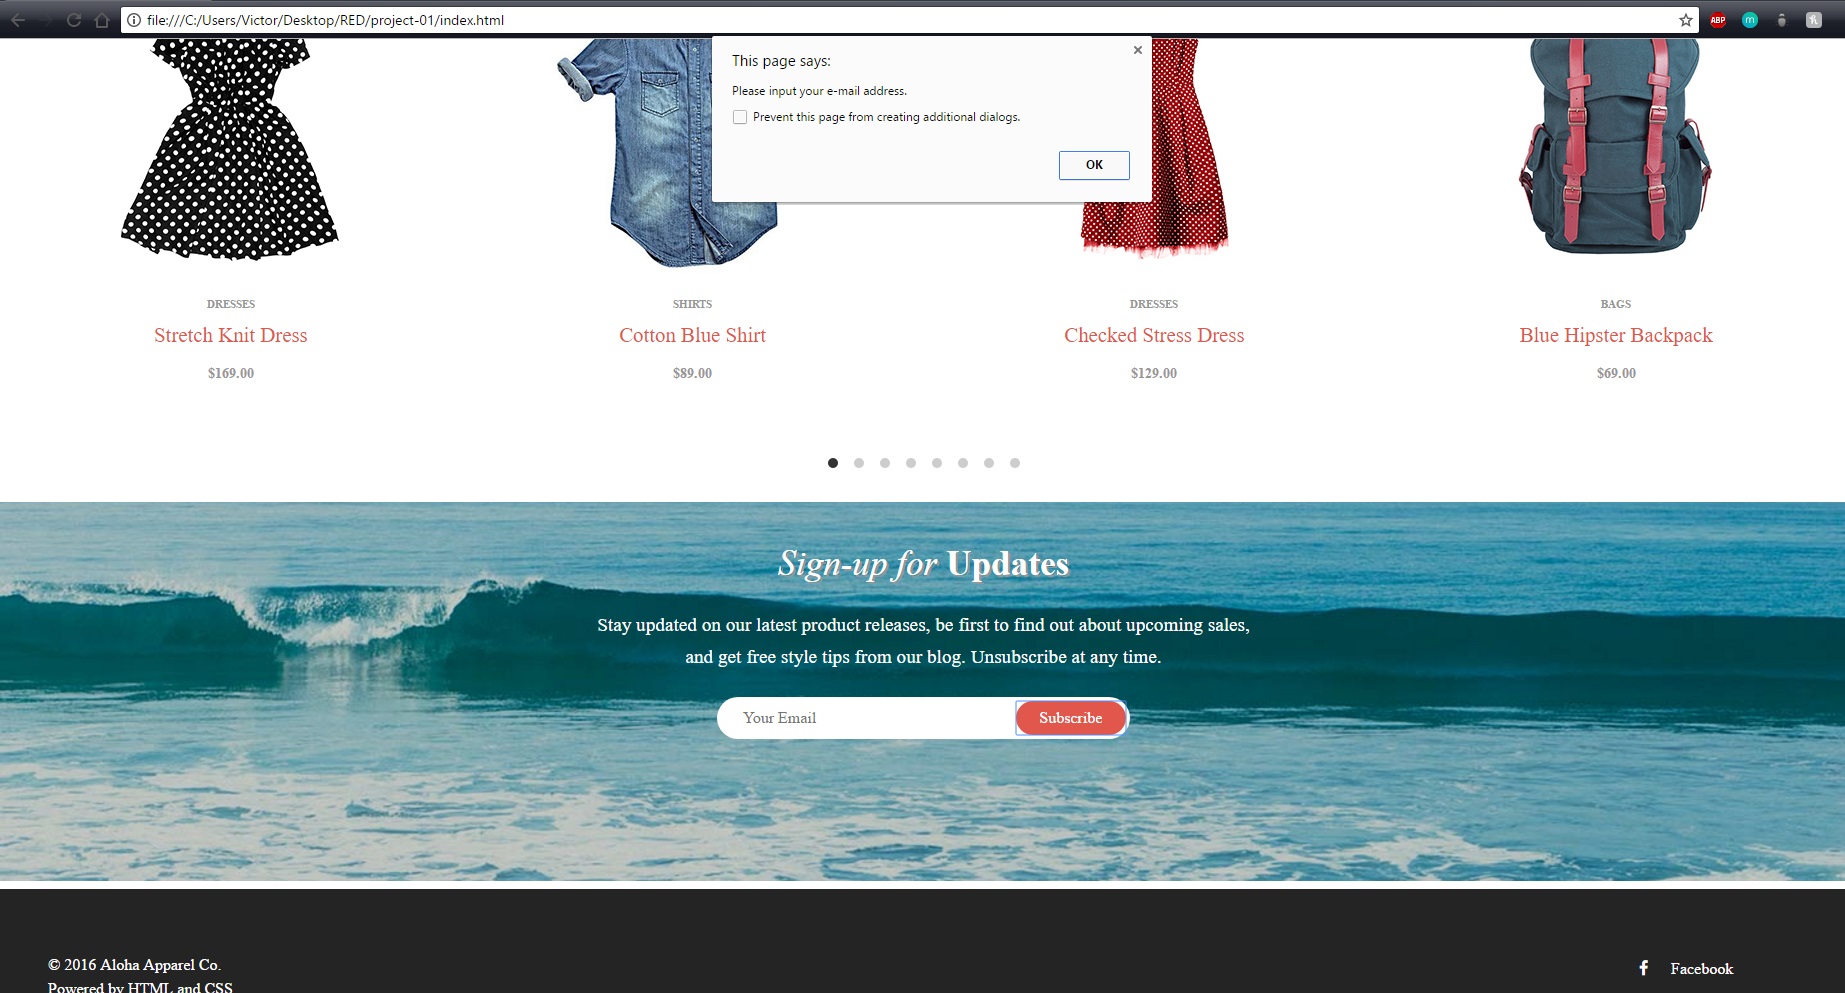 file:///C:/Users/Victor/Desktop/RED/project-01/index.html
ABP
m
This page says:
Please input your e-mail address.
Prevent this page from creating additional dialogs.
OK
DRESSES
Stretch Knit Dress
$169.00
SHIRTS
Cotton Blue Shirt
$89.00
DRESSES
Checked Stress Dress
$129.00
BAGS
Blue Hipster Backpack
$69.00
Sign-up for Updates
Stay updated on our latest product releases, be first to find out about upcoming sales,
and get free style tips from our blog. Unsubscribe at any time.
Your Email
Subscribe
© 2016 Aloha Apparel Co.
Powered by HTML and CSS
Facebook